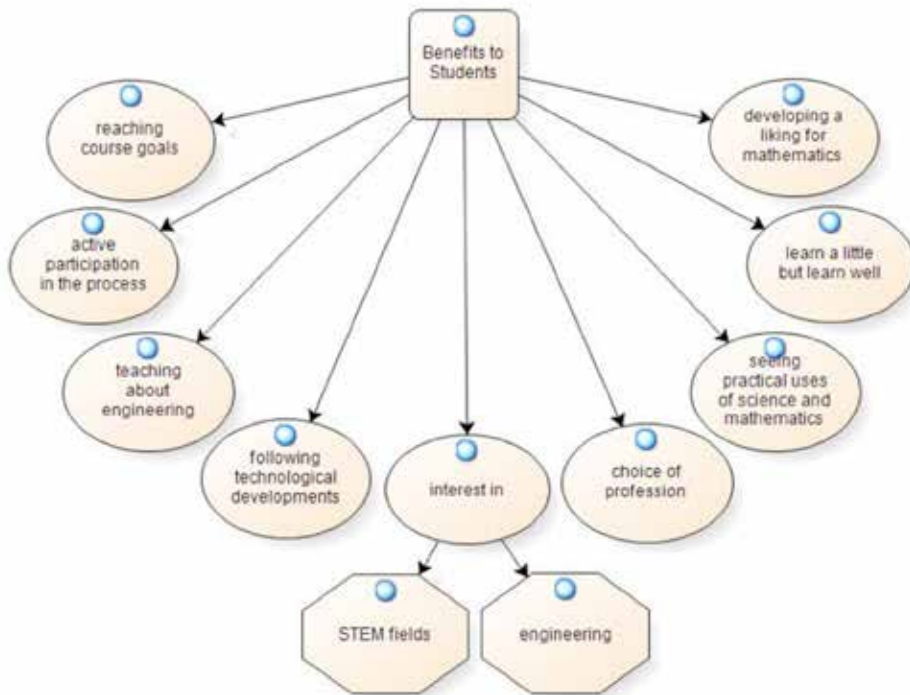 Benefits to
Students
reaching
course goals
developing a
liking for
mathematics
active
participation
in the process
learn a little
but learn well
teaching
about
engineering
seeing
practical uses
of science and
mathematics
following
technological
developments
interest in
choice of
profession
STEM fields
engineering